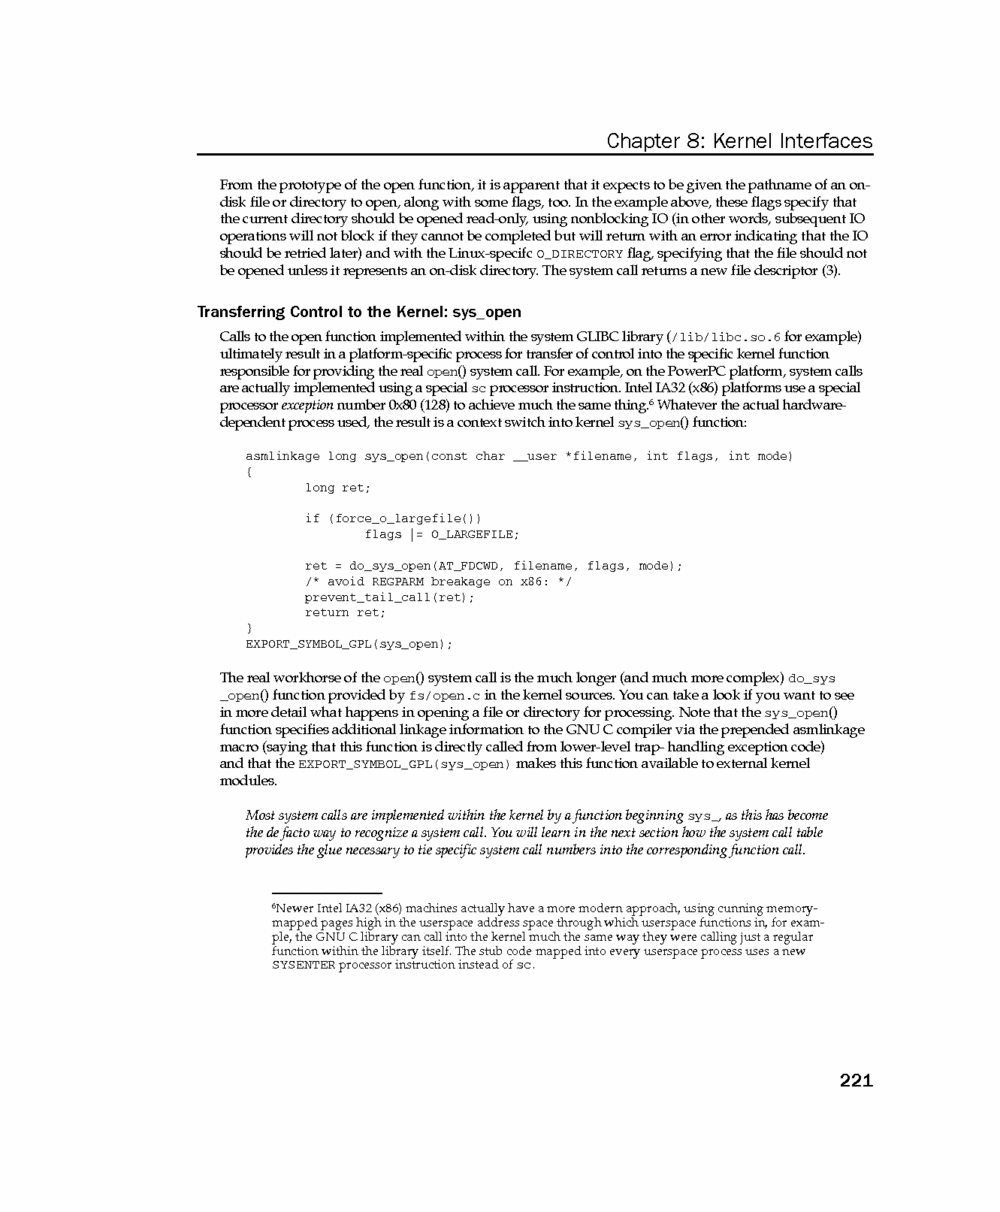 Chapter 8: Kernel Interfaces
From the prototype of the open function, it is apparent that it expects to be given the pathname of an on-
disk file or directory to open, along with some flags, too. In the example above, these flags specify that
the current directory should be opened read-only, using nonblocking IO (in other words, subsequent IO
operations will not block if they cannot be completed but will return with an error indicating that the IO
should be retried later) and with the Linux-specifc O_DIRECTORY flag, specifying that the file should not
be opened unless it represents an on-disk directory. The system call returns a new file descriptor (3).
Transferring Control to the Kernel: sys_open
Calls to the open function implemented within the system GLIBC library (/lib/libc.so.6 for example)
ultimately result in a platform-specific process for transfer of control into the specific kernel function
responsible for providing the real open() system call. For example, on the PowerPC platform, system calls
are actually implemented using a special sc processor instruction. Intel IA32 (x86) platforms use a special
processor exception number 0x80 (128) to achieve much the same thing.⁶ Whatever the actual hardware-
dependent process used, the result is a context switch into kernel sys_open() function:
asmlinkage long sys_open(const char __user *filename, int flags, int mode)
{
long ret;
if (force_o_largefile())
flags |= O_LARGEFILE;
ret = do_sys_open(AT_FDCWD, filename, flags, mode);
/* avoid REGPARM breakage on x86: */
prevent_tail_call(ret);
return ret;
}
EXPORT_SYMBOL_GPL(sys_open);
The real workhorse of the open() system call is the much longer (and much more complex) do_sys
_open() function provided by fs/open.c in the kernel sources. You can take a look if you want to see
in more detail what happens in opening a file or directory for processing. Note that the sys_open()
function specifies additional linkage information to the GNU C compiler via the prepended asmlinkage
macro (saying that this function is directly called from lower-level trap- handling exception code)
and that the EXPORT_SYMBOL_GPL(sys_open) makes this function available to external kernel
modules.
Most system calls are implemented within the kernel by a function beginning sys_, as this has become
the de facto way to recognize a system call. You will learn in the next section how the system call table
provides the glue necessary to tie specific system call numbers into the corresponding function call.
⁶Newer Intel IA32 (x86) machines actually have a more modern approach, using cunning memory-
mapped pages high in the userspace address space through which userspace functions in, for exam-
ple, the GNU C library can call into the kernel much the same way they were calling just a regular
function within the library itself. The stub code mapped into every userspace process uses a new
SYSENTER processor instruction instead of sc.
221